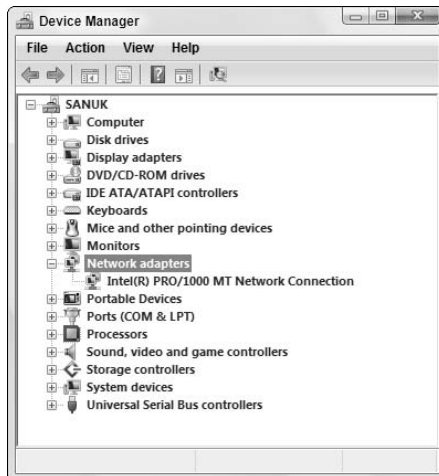 Device Manager
File Action View Help
SANUK
Computer
Disk drives
Display adapters
DVD/CD-ROM drives
IDE ATA/ATAPI controllers
Keyboards
Mice and other pointing devices
Monitors
Network adapters
Intel(R) PRO/1000 MT Network Connection
Portable Devices
Ports (COM & LPT)
Processors
Sound, video and game controllers
Storage controllers
System devices
Universal Serial Bus controllers